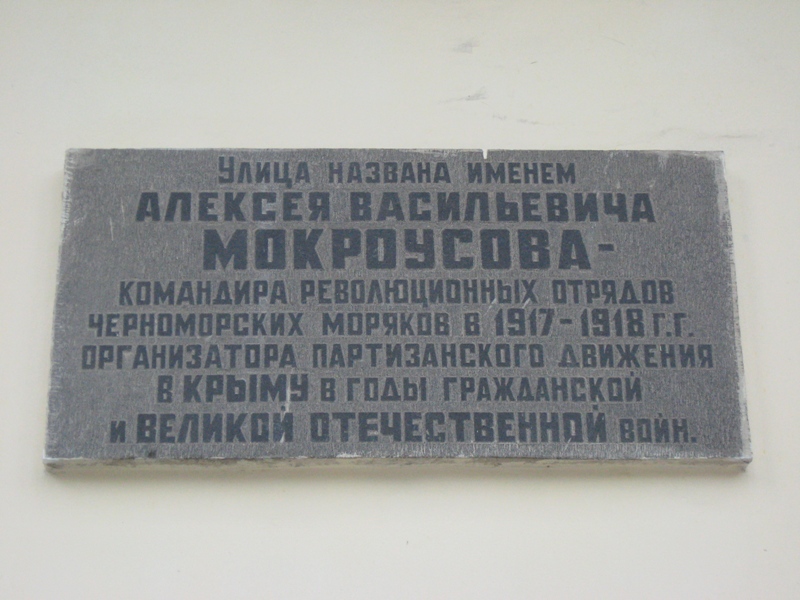 Улица названа именем
Алексея Васильевича
Мокроусова-
командира революционных отрядов
черноморских моряков в 1917-1918 г.г.
организатора партизанского движения
в Крыму в годы Гражданской
и Великой Отечественной войн.